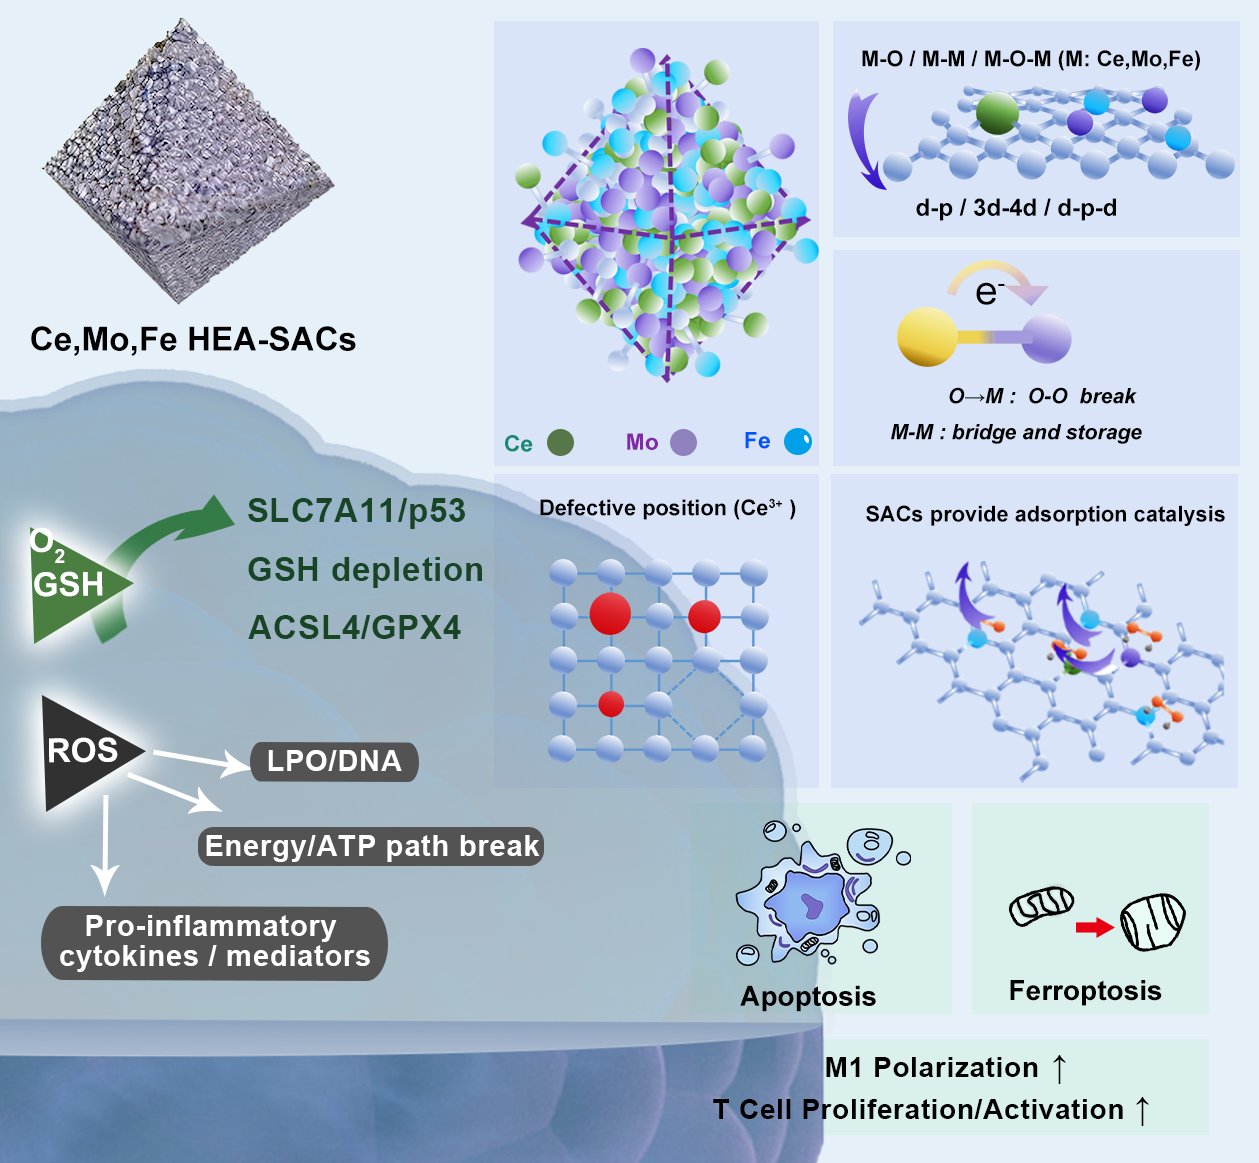 Ce,Mo,Fe HEA-SACs
Ce
Mo
Fe
M-O / M-M / M-O-M (M: Ce,Mo,Fe)
d-p / 3d-4d / d-p-d
e⁻
O→M : O-O break
M-M : bridge and storage
Defective position (Ce³⁺ )
SACs provide adsorption catalysis
O₂
GSH
SLC7A11/p53
GSH depletion
ACSL4/GPX4
ROS
LPO/DNA
Energy/ATP path break
Pro-inflammatory
cytokines / mediators
Apoptosis
Ferroptosis
M1 Polarization ↑
T Cell Proliferation/Activation ↑